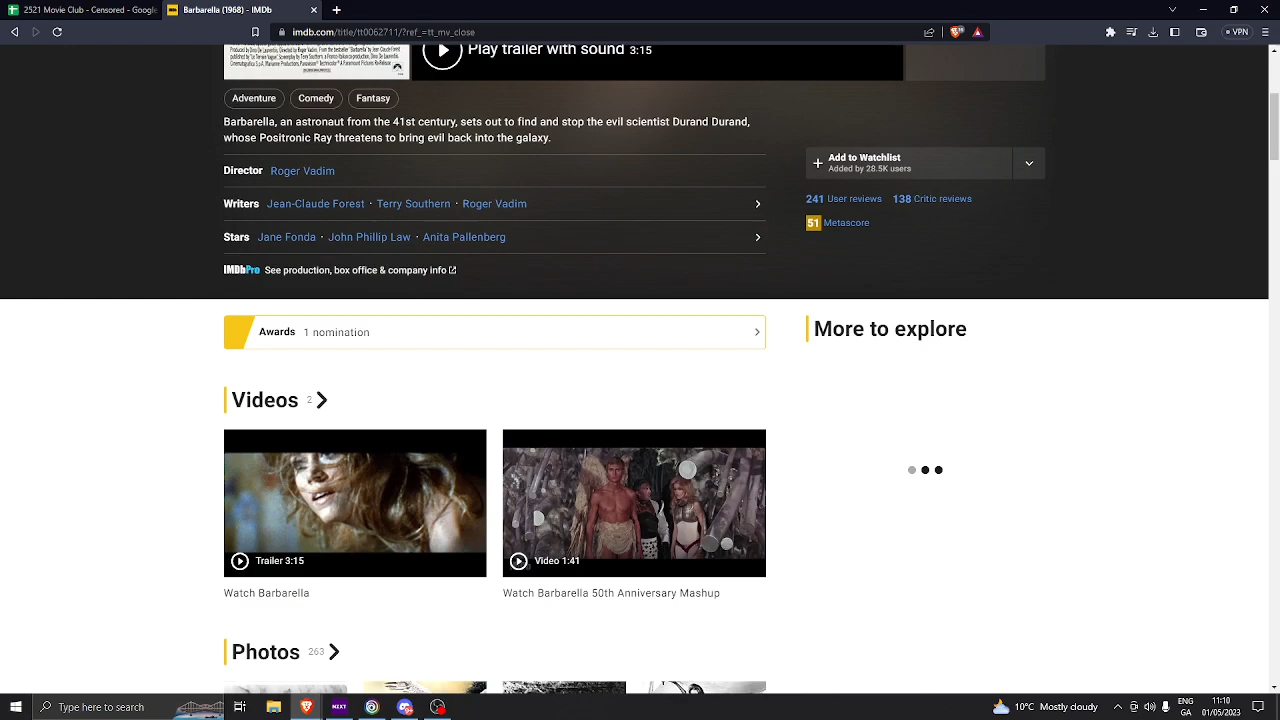 2521 Movie Club - Censored - Google
Barbarella (1968) - IMDb
imdb.com/title/tt0062711/?ref_=tt_mv_close
VPN
Play trailer with sound 3:15
Adventure
Comedy
Fantasy
Barbarella, an astronaut from the 41st century, sets out to find and stop the evil scientist Durand Durand,
whose Positronic Ray threatens to bring evil back into the galaxy.
Add to Watchlist
Added by 28.5K users
Director Roger Vadim
241 User reviews 138 Critic reviews
Writers Jean-Claude Forest · Terry Southern · Roger Vadim
51 Metascore
Stars Jane Fonda · John Phillip Law · Anita Pallenberg
IMDbPro See production, box office & company info
Awards 1 nomination
More to explore
Videos 2
Trailer 3:15
Video 1:41
Watch Barbarella
Watch Barbarella 50th Anniversary Mashup
Photos 263
Type here to search
NXT
10°C Mostly cloudy
ENG
GA
11:10
01/05/2023